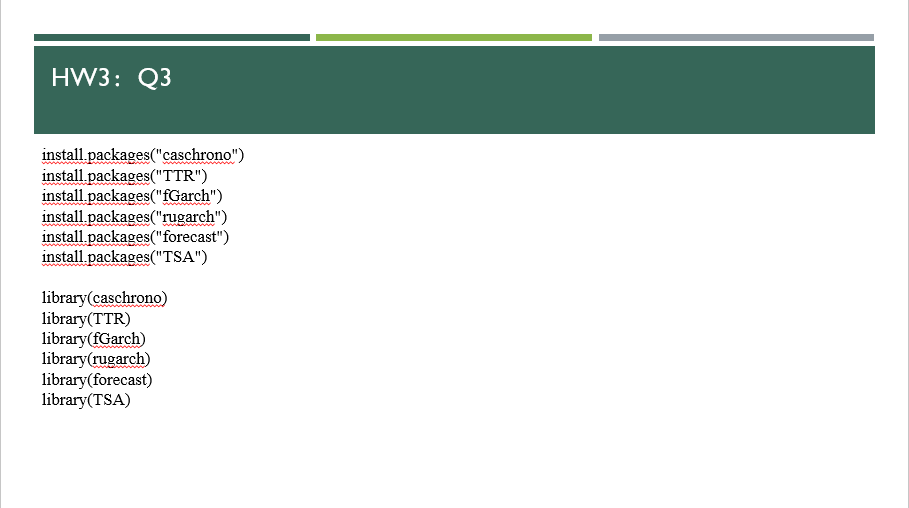 HW3：Q3
install.packages("caschrono")
install.packages("TTR")
install.packages("fGarch")
install.packages("rugarch")
install.packages("forecast")
install.packages("TSA")
library(caschrono)
library(TTR)
library(fGarch)
library(rugarch)
library(forecast)
library(TSA)